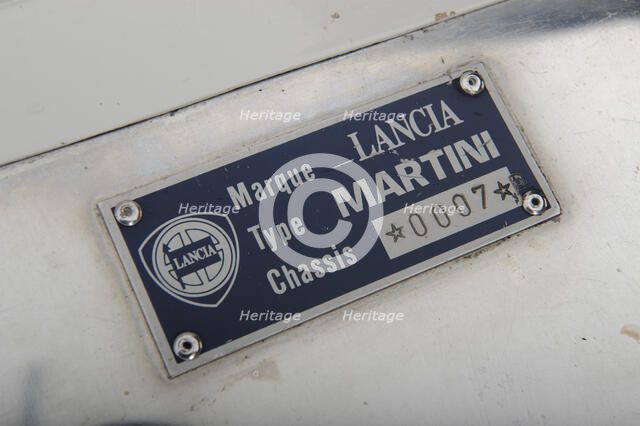 Marque LANCIA
Type MARTINI
Chassis ☆0007☆
LANCIA
Heritage
Heritage
Heritage
Heritage
Heritage
Heritage
©